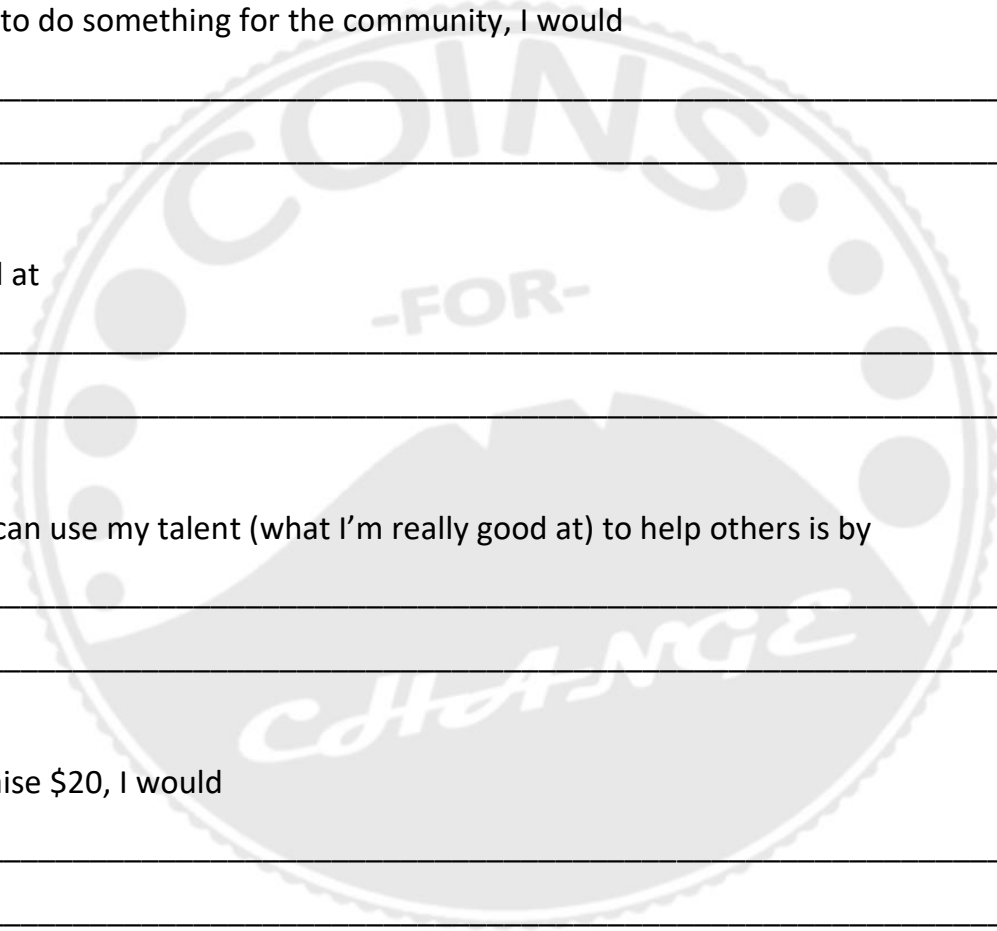 to do something for the community, I would
COINS
at
-FOR-
can use my talent (what I’m really good at) to help others is by
CHANGE
$20, I would